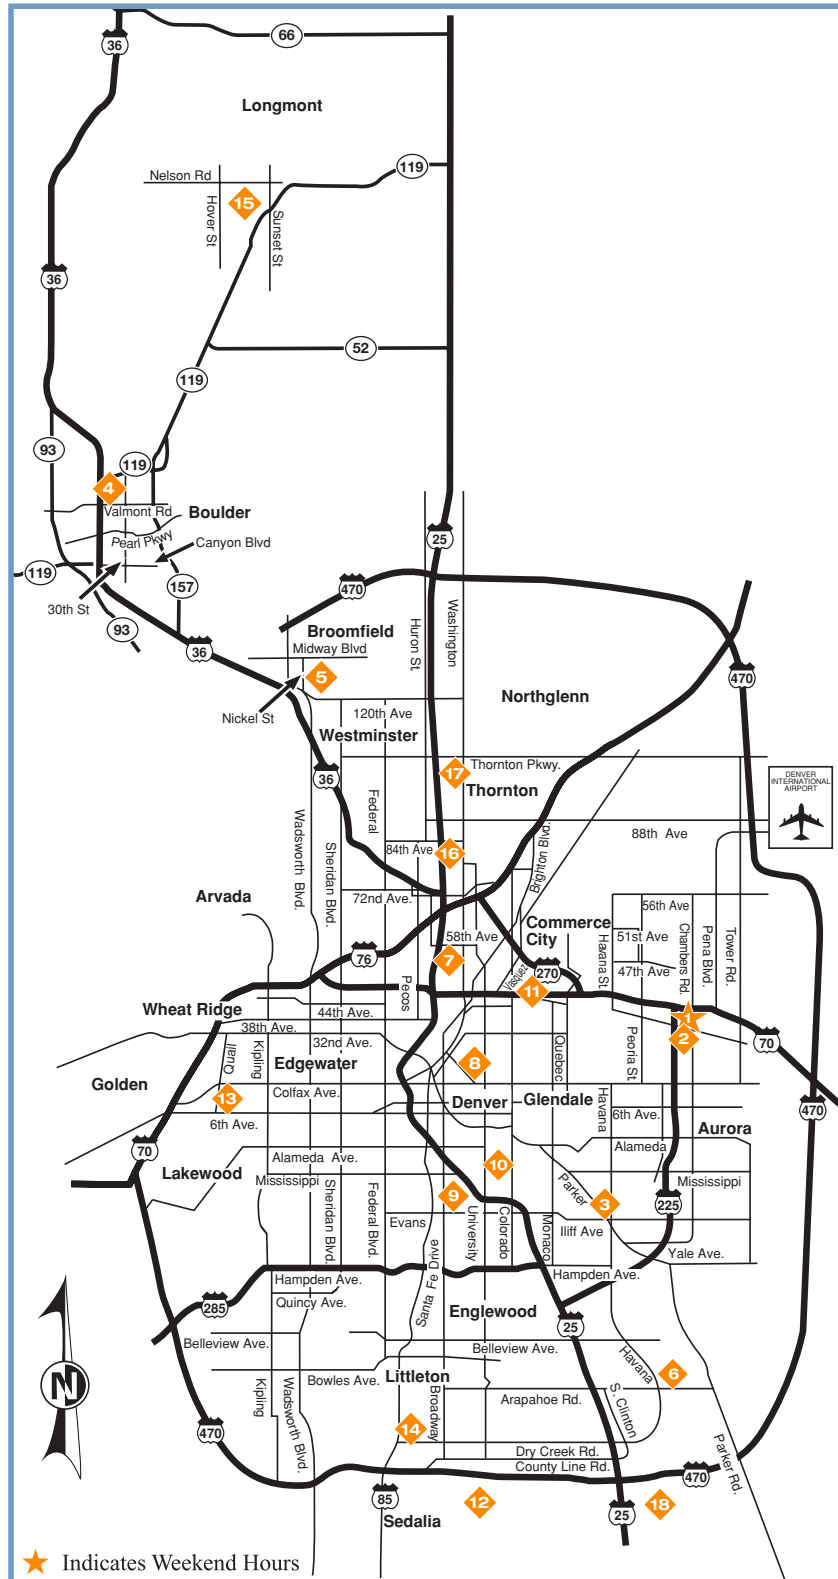 36
66
Longmont
119
Nelson Rd
15
Hover St
Sunset St
36
52
119
93
119
4
Valmont Rd
Boulder
Pearl Pkwy
Canyon Blvd
25
119
157
470
30th St
93
Washington
Huron St.
Broomfield
36
Midway Blvd
470
5
Northglenn
Nickel St
120th Ave
Westminster
Thornton Pkwy.
17
36
Thornton
DENVER
INTERNATIONAL
AIRPORT
Federal
Wadsworth Blvd.
Sheridan Blvd.
88th Ave
Brighton Blvd.
84th Ave
16
470
Arvada
72nd Ave.
56th Ave
Commerce
City
58th Ave
51st Ave
Havana St.
Chambers Rd.
Pena Blvd.
Tower Rd.
76
7
47th Ave
270
Vasquez
Pecos
11
Wheat Ridge
44th Ave.
1
38th Ave.
2
70
32nd Ave.
Quail
Kipling
Edgewater
8
Quebec
Peoria St.
Golden
Colfax Ave.
13
Denver
Glendale
Havana
6th Ave.
470
6th Ave.
Aurora
70
Alameda Ave.
Alameda
Lakewood
Mississippi
10
Parker
Mississippi
9
3
225
Sheridan Blvd.
Federal Blvd.
Evans
University
Colorado
Monaco
Iliff Ave
Santa Fe Drive
Yale Ave.
Hampden Ave.
Hampden Ave.
285
Quincy Ave.
Englewood
25
N
Belleview Ave.
Belleview Ave.
Littleton
Havana
6
Kipling
Wadsworth Blvd.
Bowles Ave.
Broadway
Arapahoe Rd.
S. Clinton
470
14
Dry Creek Rd.
County Line Rd.
Parker Rd.
470
85
12
18
25
Sedalia
Indicates Weekend Hours